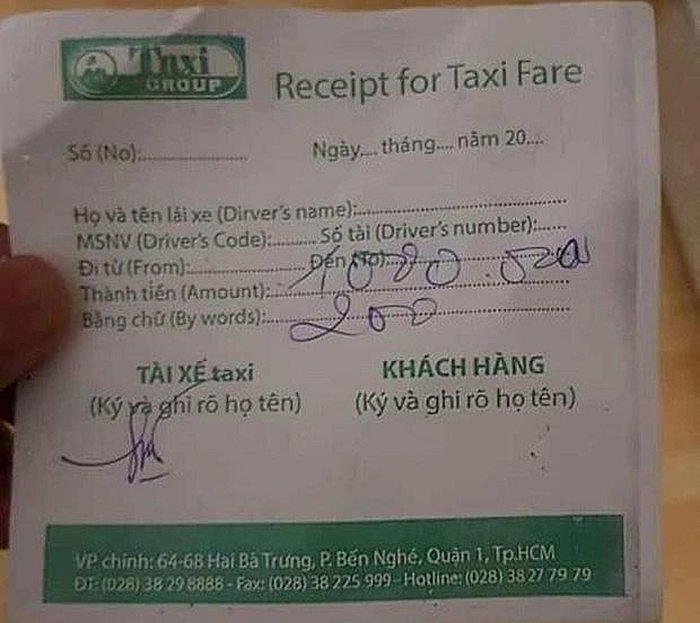 Taxi
GROUP
Receipt for Taxi Fare
Số (No):........................
Ngày.... tháng.... năm 20....
Họ và tên lái xe (Dirver's name):................................................
MSNV (Driver's Code):......... Số tài (Driver's number):......
Đi từ (From):........................ Đến (To)
Thành tiền (Amount): 1080.000
Bằng chữ (By words): 200
TÀI XẾ taxi
KHÁCH HÀNG
(Ký và ghi rõ họ tên)
(Ký và ghi rõ họ tên)
VP chính: 64-68 Hai Bà Trưng, P. Bến Nghé, Quận 1, Tp.HCM
ĐT: (028) 38 29 8888 - Fax: (028) 38 225 999 - Hotline: (028) 38 27 79 79